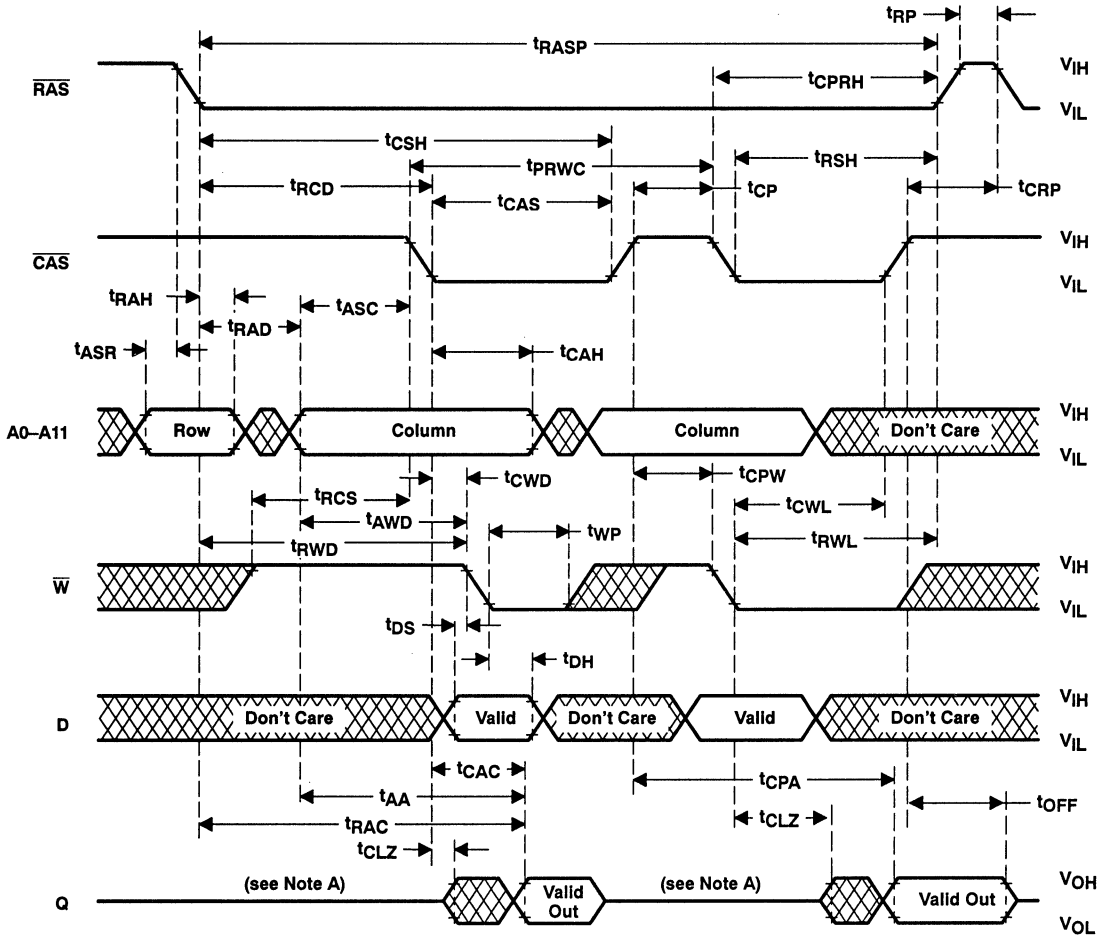 tRP
tRASP
VIH
RAS
tCPRH
VIL
tCSH
tPRWC
tRSH
tRCD
tCP
tCRP
tCAS
VIH
CAS
VIL
tRAH
tASC
tRAD
tASR
tCAH
VIH
A0–A11
Row
Column
Column
Don't Care
VIL
tCWD
tCPW
tRCS
tCWL
tAWD
tWP
tRWD
tRWL
VIH
W
VIL
tDS
tDH
VIH
D
Don't Care
Valid
Don't Care
Valid
Don't Care
VIL
tCAC
tCPA
tAA
tOFF
tRAC
tCLZ
tCLZ
VOH
Q
(see Note A)
Valid
Out
(see Note A)
Valid Out
VOL